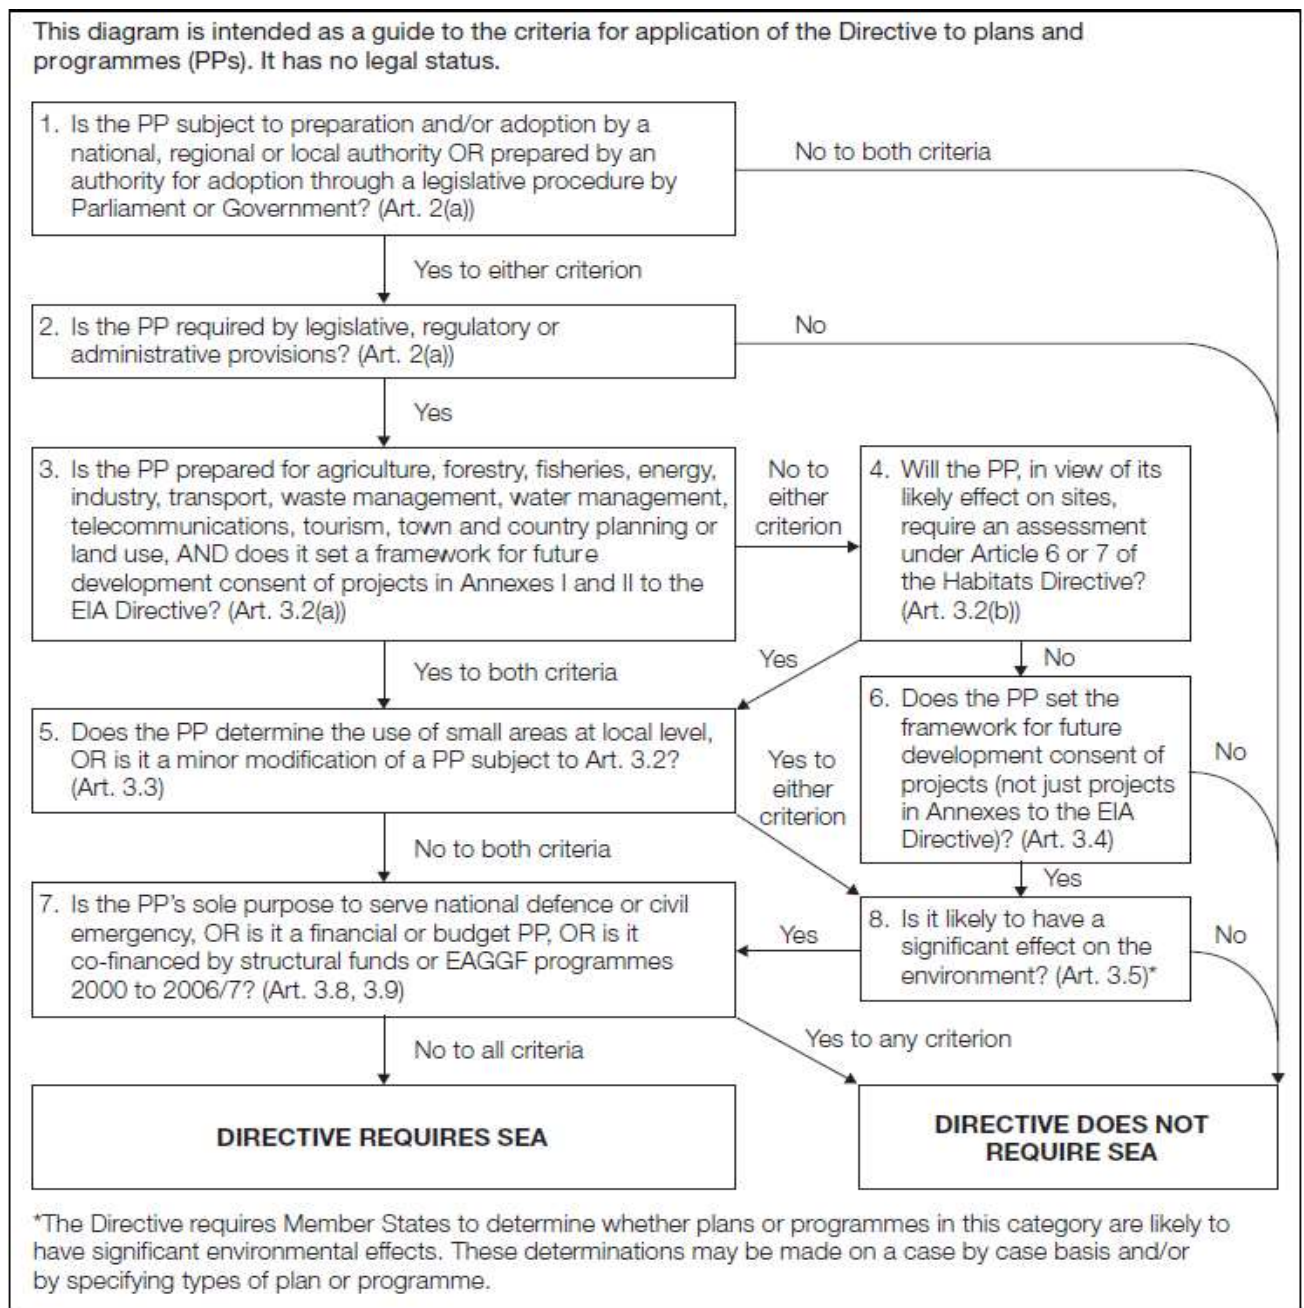 This diagram is intended as a guide to the criteria for application of the Directive to plans and
programmes (PPs). It has no legal status.
1. Is the PP subject to preparation and/or adoption by a
national, regional or local authority OR prepared by an
authority for adoption through a legislative procedure by
Parliament or Government? (Art. 2(a))
No to both criteria
Yes to either criterion
2. Is the PP required by legislative, regulatory or
administrative provisions? (Art. 2(a))
No
Yes
3. Is the PP prepared for agriculture, forestry, fisheries, energy,
industry, transport, waste management, water management,
telecommunications, tourism, town and country planning or
land use, AND does it set a framework for future
development consent of projects in Annexes I and II to the
EIA Directive? (Art. 3.2(a))
No to
either
criterion
4. Will the PP, in view of its
likely effect on sites,
require an assessment
under Article 6 or 7 of
the Habitats Directive?
(Art. 3.2(b))
Yes to both criteria
Yes
No
5. Does the PP determine the use of small areas at local level,
OR is it a minor modification of a PP subject to Art. 3.2?
(Art. 3.3)
Yes to
either
criterion
6. Does the PP set the
framework for future
development consent of
projects (not just projects
in Annexes to the EIA
Directive)? (Art. 3.4)
No
No to both criteria
Yes
7. Is the PP's sole purpose to serve national defence or civil
emergency, OR is it a financial or budget PP, OR is it
co-financed by structural funds or EAGGF programmes
2000 to 2006/7? (Art. 3.8, 3.9)
Yes
8. Is it likely to have a
significant effect on the
environment? (Art. 3.5)*
No
No to all criteria
Yes to any criterion
DIRECTIVE REQUIRES SEA
DIRECTIVE DOES NOT
REQUIRE SEA
*The Directive requires Member States to determine whether plans or programmes in this category are likely to
have significant environmental effects. These determinations may be made on a case by case basis and/or
by specifying types of plan or programme.